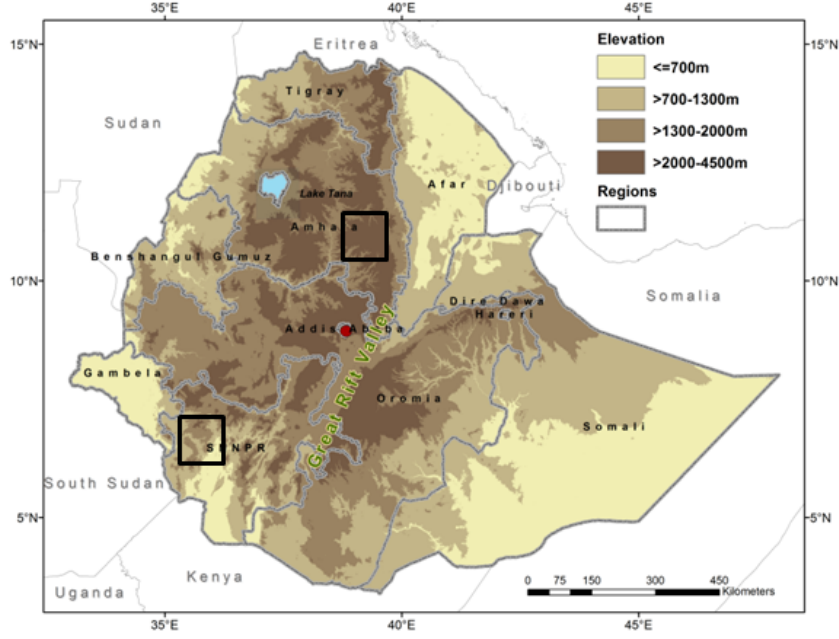 35°E 40°E 45°E
15°N 15°N
Eritrea
Elevation
<=700m
>700-1300m
>1300-2000m
>2000-4500m
Regions
Tigray
Sudan
Afar
Djibouti
Lake Tana
Amhara
Benshangul Gumuz
10°N 10°N
Somalia
Dire Dawa
Hareri
Addis Ababa
Great Rift Valley
Gambela
Oromia
Somali
SNNPR
South Sudan
5°N 5°N
Kenya
Uganda
0 75 150 300 450
Kilometers
35°E 40°E 45°E